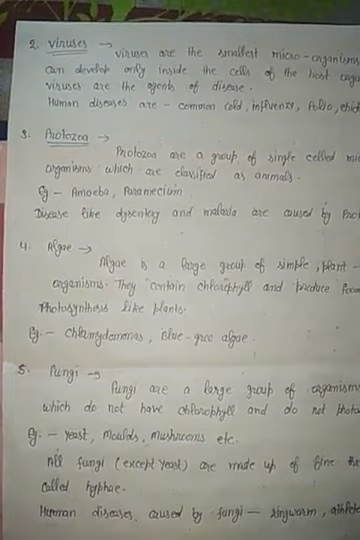 2. Viruses →
viruses are the smallest micro-organisms
can develop only inside the cells of the host orga
viruses are the agents of disease.
Human diseases are - common cold, influenza, Polio, chick
3. Protozoa →
Protozoa are a group of single celled mic
organisms which are classified as animals.
Eg - Amoeba, Paramecium
Disease like dysentery and malaria are caused by Pro
4. Algae →
Algae is a large group of simple, plant -
organisms. They contain chlorophyll and produce
Photosynthesis like plants.
Eg. - Chlamydomonas, Blue-gree algae.
5. Fungi →
Fungi are a large group of organism
which do not have chlorophyll and do not photo
Eg. - Yeast, Moulds, Mushrooms etc.
All fungi (except yeast) are made up of fine
called hyphae.
Human diseases caused by fungi - ringworm,